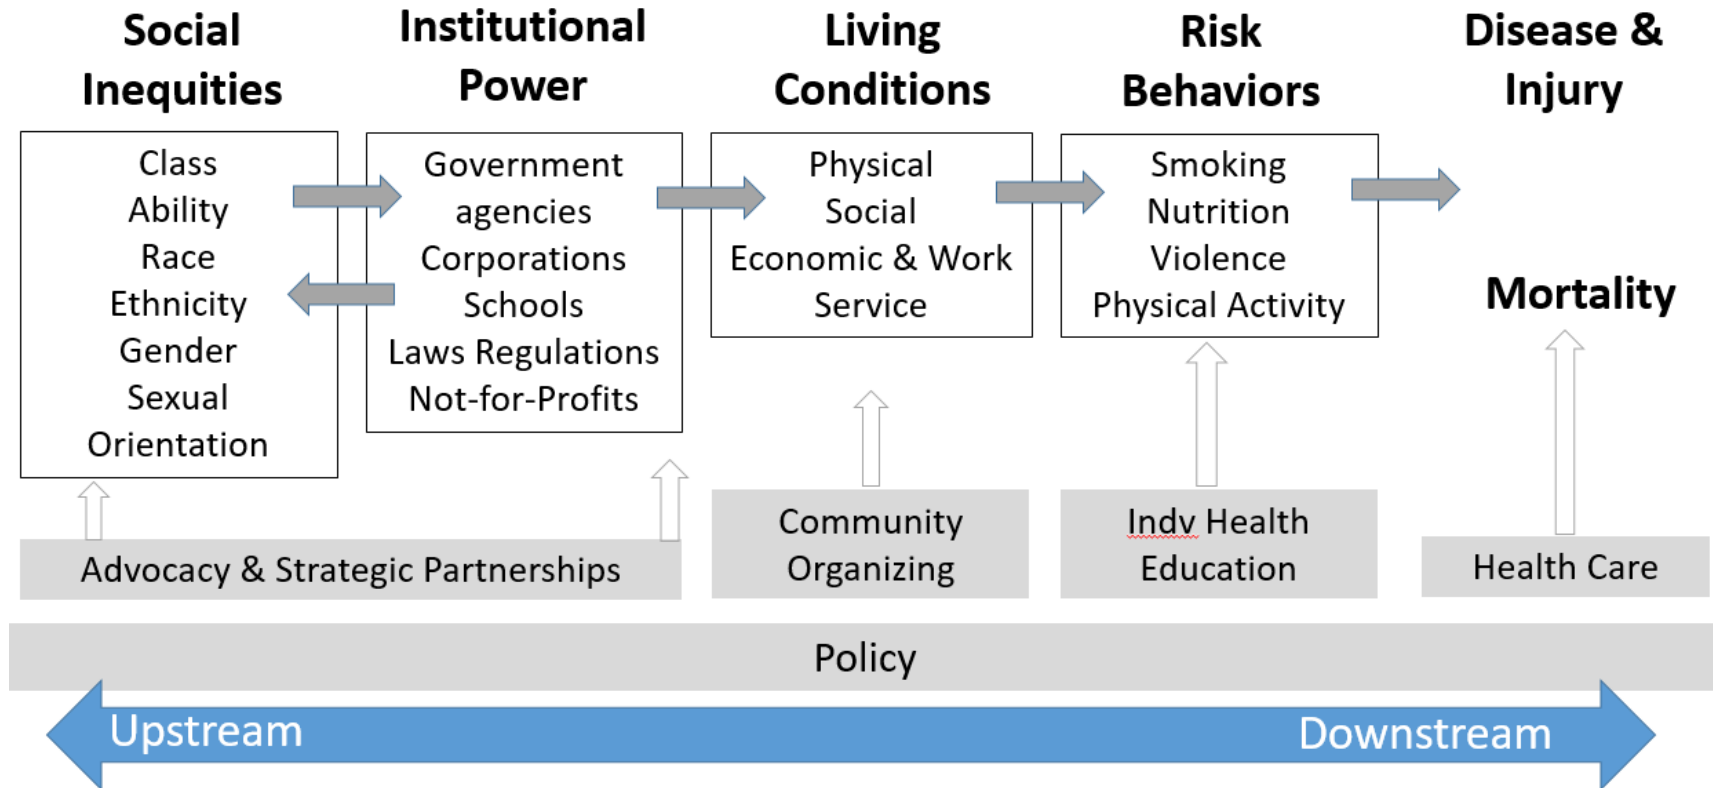 Social
Inequities
Institutional
Power
Living
Conditions
Risk
Behaviors
Disease &
Injury
Class
Ability
Race
Ethnicity
Gender
Sexual
Orientation
Government
agencies
Corporations
Schools
Laws Regulations
Not-for-Profits
Physical
Social
Economic & Work
Service
Smoking
Nutrition
Violence
Physical Activity
Mortality
Advocacy & Strategic Partnerships
Community
Organizing
Indv Health
Education
Health Care
Policy
Upstream
Downstream